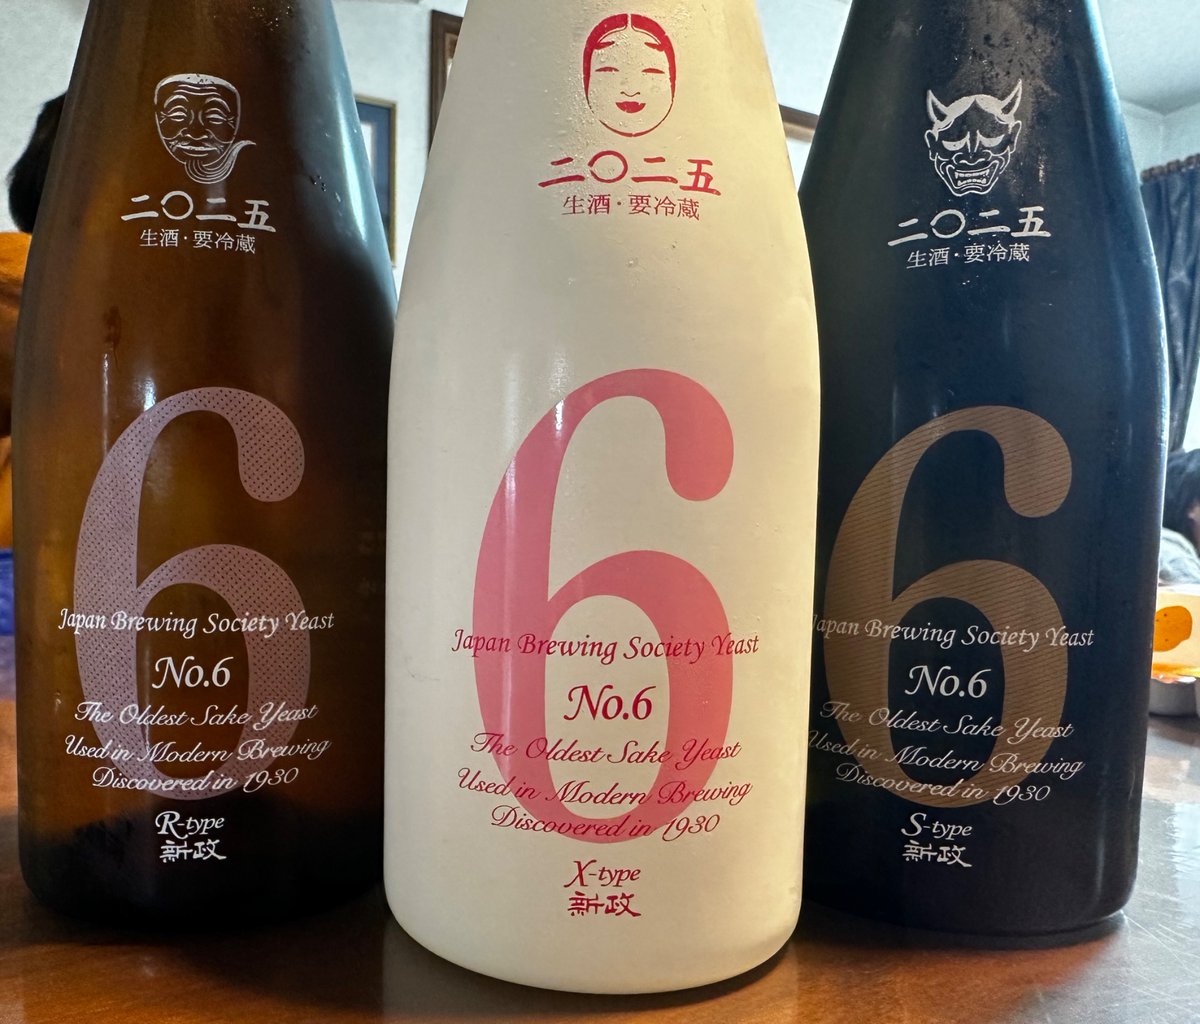 二〇二五
生酒・要冷蔵
6
Japan Brewing Society Yeast
No.6
The Oldest Sake Yeast
Used in Modern Brewing
Discovered in 1930
R-type
新政
二〇二五
生酒・要冷蔵
6
Japan Brewing Society Yeast
No.6
The Oldest Sake Yeast
Used in Modern Brewing
Discovered in 1930
X-type
新政
二〇二五
生酒・要冷蔵
6
Japan Brewing Society Yeast
No.6
The Oldest Sake Yeast
Used in Modern Brewing
Discovered in 1930
S-type
新政